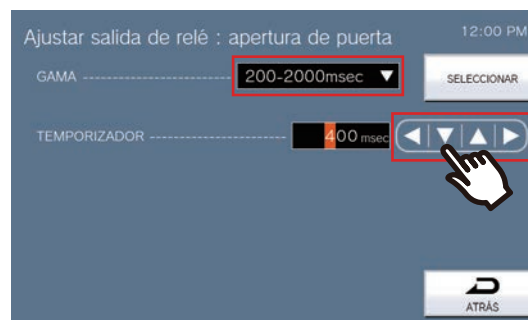 Ajustar salida de relé : apertura de puerta
12:00 PM
GAMA ---------------------------- 200-2000msec ▼
SELECCIONAR
TEMPORIZADOR ------------------------- 400 msec ◀ ▼ ▲ ▶
ATRÁS